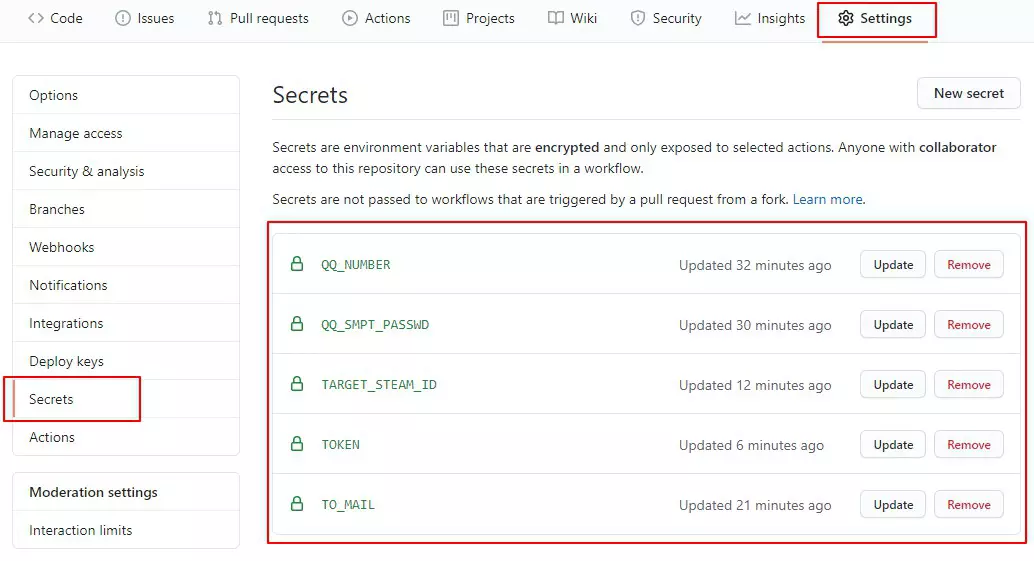 Code Issues Pull requests Actions Projects Wiki Security Insights Settings
Options
Manage access
Security & analysis
Branches
Webhooks
Notifications
Integrations
Deploy keys
Secrets
Actions
Moderation settings
Interaction limits
Secrets New secret
Secrets are environment variables that are encrypted and only exposed to selected actions. Anyone with collaborator
access to this repository can use these secrets in a workflow.
Secrets are not passed to workflows that are triggered by a pull request from a fork. Learn more.
QQ_NUMBER Updated 32 minutes ago Update Remove
QQ_SMPT_PASSWD Updated 30 minutes ago Update Remove
TARGET_STEAM_ID Updated 12 minutes ago Update Remove
TOKEN Updated 6 minutes ago Update Remove
TO_MAIL Updated 21 minutes ago Update Remove